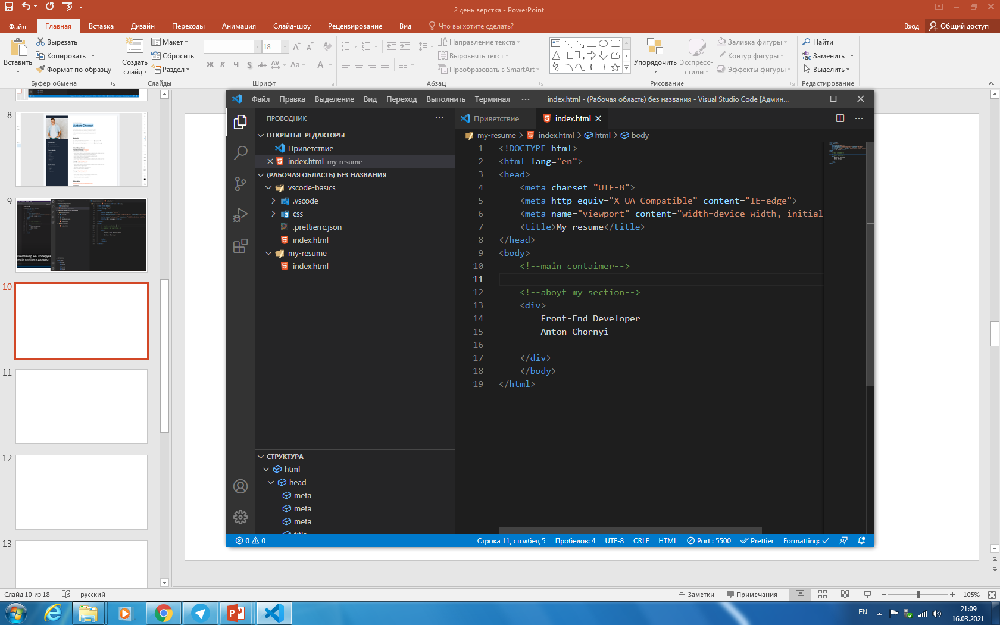 2 день верстка - PowerPoint
Файл Главная Вставка Дизайн Переходы Анимация Слайд-шоу Рецензирование Вид Что вы хотите сделать? Вход Общий доступ
Вставить
Вырезать
Копировать
Формат по образцу
Буфер обмена
Создать слайд
Макет
Сбросить
Раздел
Слайды
18
Ж К Ч S abc AV Aa A
Шрифт
Направление текста
Выровнять текст
Преобразовать в SmartArt
Абзац
Упорядочить
Экспресс-стили
Заливка фигуры
Контур фигуры
Эффекты фигуры
Рисование
Найти
Заменить
Выделить
Редактирование
8
Anton Chornyi
9
контейнер мы копируем
main section и делаем
10
11
12
13
Файл Правка Выделение Вид Переход Выполнить Терминал ··· index.html - (Рабочая область) без названия - Visual Studio Code [Админ...
ПРОВОДНИК
ОТКРЫТЫЕ РЕДАКТОРЫ
Приветствие
index.html my-resume
(РАБОЧАЯ ОБЛАСТЬ) БЕЗ НАЗВАНИЯ
vscode-basics
.vscode
css
.prettierrc.json
index.html
my-resume
index.html
СТРУКТУРА
html
head
meta
meta
meta
Приветствие index.html
my-resume > index.html > html > body
1 <!DOCTYPE html>
2 <html lang="en">
3 <head>
4 <meta charset="UTF-8">
5 <meta http-equiv="X-UA-Compatible" content="IE=edge">
6 <meta name="viewport" content="width=device-width, initial
7 <title>My resume</title>
8 </head>
9 <body>
10 <!--main contaimer-->
11
12 <!--aboyt my section-->
13 <div>
14 Front-End Developer
15 Anton Chornyi
16
17 </div>
18 </body>
19 </html>
0 0 Строка 11, столбец 5 Пробелов: 4 UTF-8 CRLF HTML Port : 5500 Prettier Formatting:
Слайд 10 из 18 русский Заметки Примечания 105%
EN 21:09
16.03.2021